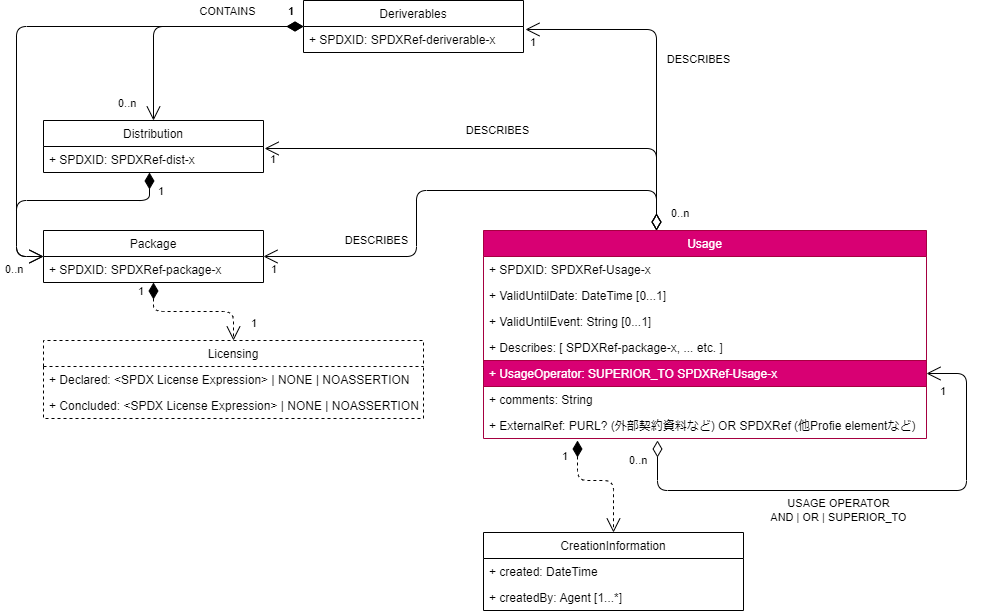 CONTAINS
1
Deriverables
+ SPDXID: SPDXRef-deriverable-x
1
DESCRIBES
0..n
Distribution
+ SPDXID: SPDXRef-dist-x
DESCRIBES
1
1
Package
+ SPDXID: SPDXRef-package-x
0..n
DESCRIBES
1
0..n
Usage
+ SPDXID: SPDXRef-Usage-x
+ ValidUntilDate: DateTime [0...1]
+ ValidUntilEvent: String [0...1]
+ Describes: [ SPDXRef-package-x, ... etc. ]
+ UsageOperator: SUPERIOR_TO SPDXRef-Usage-x
+ comments: String
+ ExternalRef: PURL? (外部契約資料など) OR SPDXRef (他Profie elementなど)
1
1
1
Licensing
+ Declared: <SPDX License Expression> | NONE | NOASSERTION
+ Concluded: <SPDX License Expression> | NONE | NOASSERTION
1
0..n
USAGE OPERATOR
AND | OR | SUPERIOR_TO
CreationInformation
+ created: DateTime
+ createdBy: Agent [1...*]